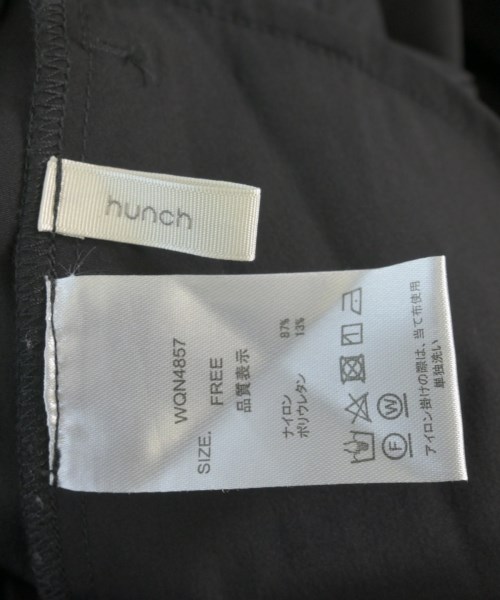 hunch
WQN4857
SIZE. FREE
品質表示
ナイロン 87%
ポリウレタン 13%
F W
アイロン掛けの際は、当て布使用
単独洗い